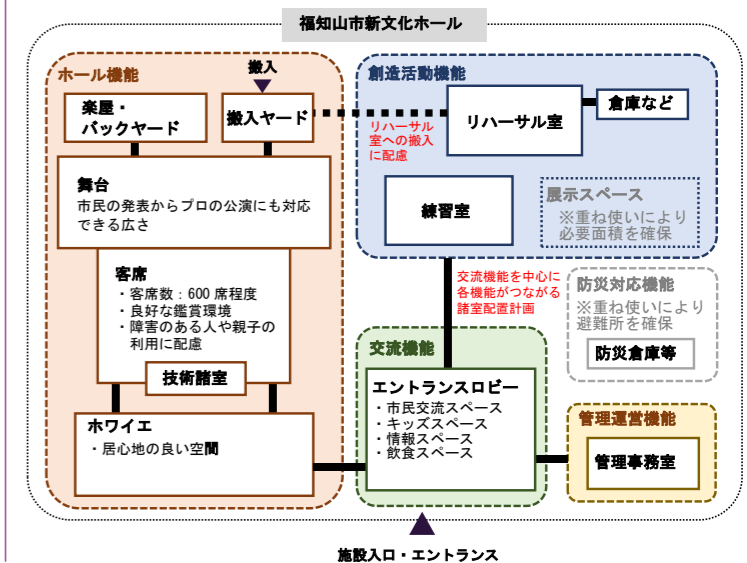 福知山市新文化ホール
ホール機能
搬入
楽屋・
バックヤード
搬入ヤード
舞台
市民の発表からプロの公演にも対応
できる広さ
客席
・客席数：600 席程度
・良好な鑑賞環境
・障害のある人や親子の
利用に配慮
技術諸室
ホワイエ
・居心地の良い空間
創造活動機能
リハーサル室
倉庫など
リハーサル
室への搬入
に配慮
練習室
展示スペース
※重ね使いにより
必要面積を確保
交流機能を中心に
各機能がつながる
諸室配置計画
防災対応機能
※重ね使いにより
避難所を確保
防災倉庫等
交流機能
エントランスロビー
・市民交流スペース
・キッズスペース
・情報スペース
・飲食スペース
管理運営機能
管理事務室
施設入口・エントランス